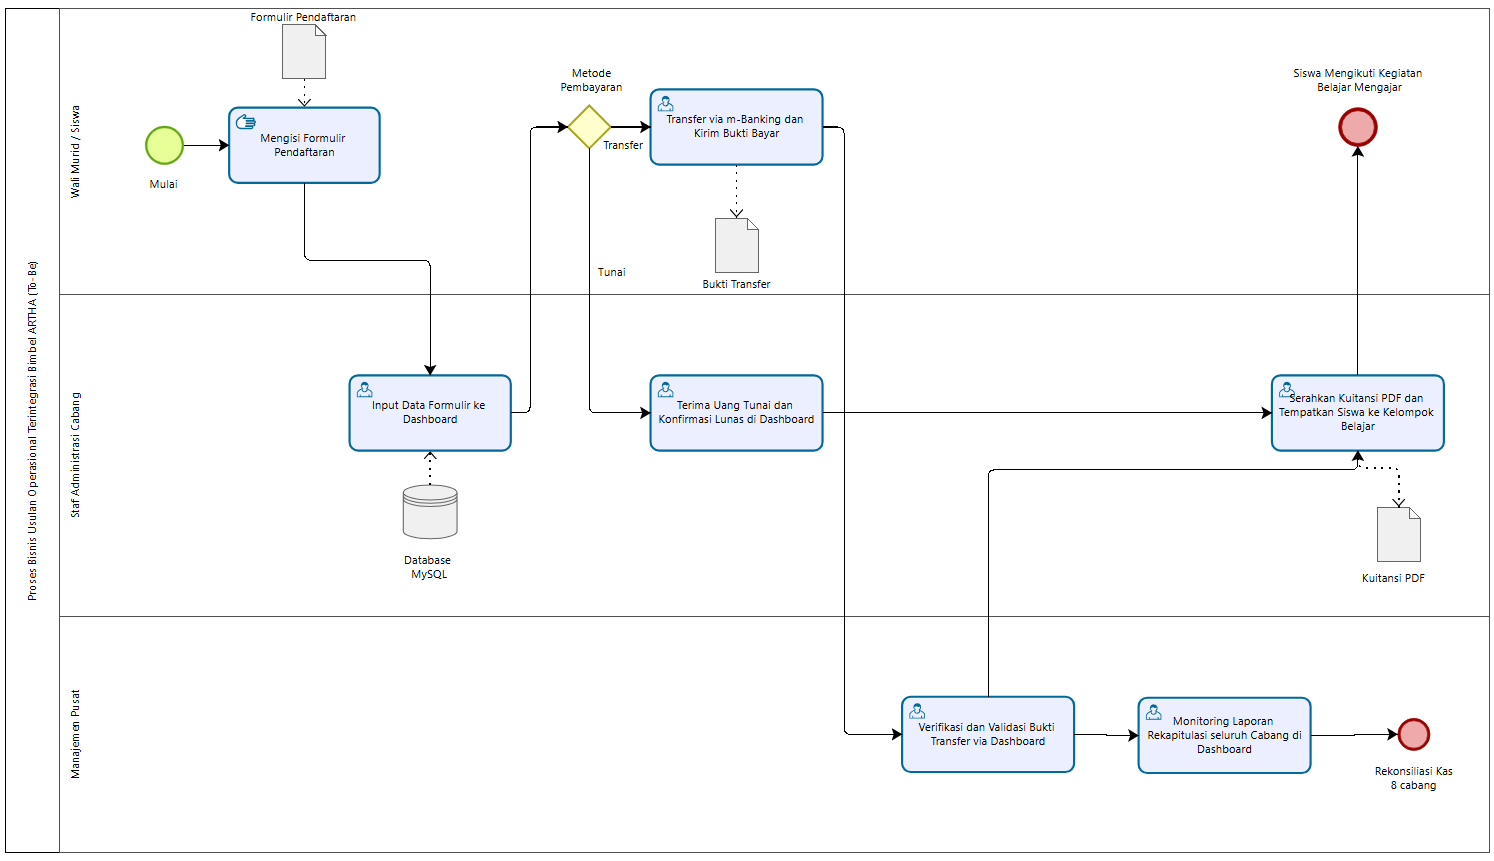 Proses Bisnis Usulan Operasional Terintegrasi Bimbel ARTHA (To-Be)
Wali Murid / Siswa
Formulir Pendaftaran
Mulai
Mengisi Formulir
Pendaftaran
Metode
Pembayaran
Transfer
Tunai
Transfer via m-Banking dan
Kirim Bukti Bayar
Bukti Transfer
Siswa Mengikuti Kegiatan
Belajar Mengajar
Staf Administrasi Cabang
Input Data Formulir ke
Dashboard
Database
MySQL
Terima Uang Tunai dan
Konfirmasi Lunas di Dashboard
Serahkan Kuitansi PDF dan
Tempatkan Siswa ke Kelompok
Belajar
Kuitansi PDF
Manajemen Pusat
Verifikasi dan Validasi Bukti
Transfer via Dashboard
Monitoring Laporan
Rekapitulasi seluruh Cabang di
Dashboard
Rekonsiliasi Kas
8 cabang